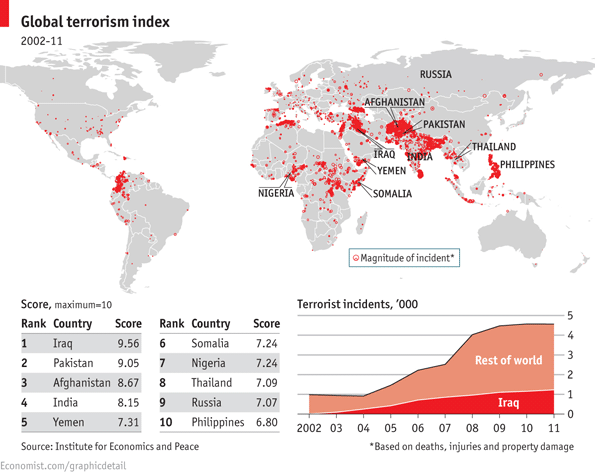 Global terrorism index
2002-11
RUSSIA
AFGHANISTAN
PAKISTAN
THAILAND
IRAQ
INDIA
PHILIPPINES
YEMEN
NIGERIA
SOMALIA
Magnitude of incident*
Score, maximum=10
Rank Country Score
1 Iraq 9.56
2 Pakistan 9.05
3 Afghanistan 8.67
4 India 8.15
5 Yemen 7.31
Rank Country Score
6 Somalia 7.24
7 Nigeria 7.24
8 Thailand 7.09
9 Russia 7.07
10 Philippines 6.80
Terrorist incidents, ’000
5
4
Rest of world
3
2
1
Iraq
0
2002 03 04 05 06 07 08 09 10 11
Source: Institute for Economics and Peace
*Based on deaths, injuries and property damage
Economist.com/graphicdetail